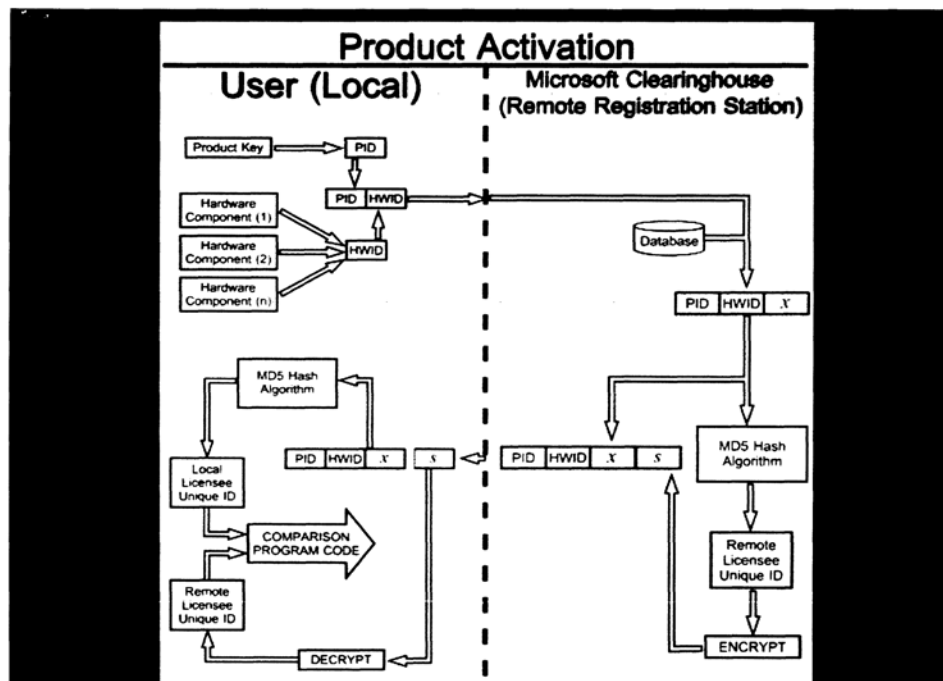 Product Activation
User (Local)
Microsoft Clearinghouse
(Remote Registration Station)
Product Key
PID
PID HWID
Hardware
Component (1)
Hardware
Component (2)
Hardware
Component (n)
HWID
Database
PID HWID x
MD5 Hash
Algorithm
PID HWID x s
PID HWID x s
MD5 Hash
Algorithm
Local
Licensee
Unique ID
COMPARISON
PROGRAM CODE
Remote
Licensee
Unique ID
DECRYPT
Remote
Licensee
Unique ID
ENCRYPT